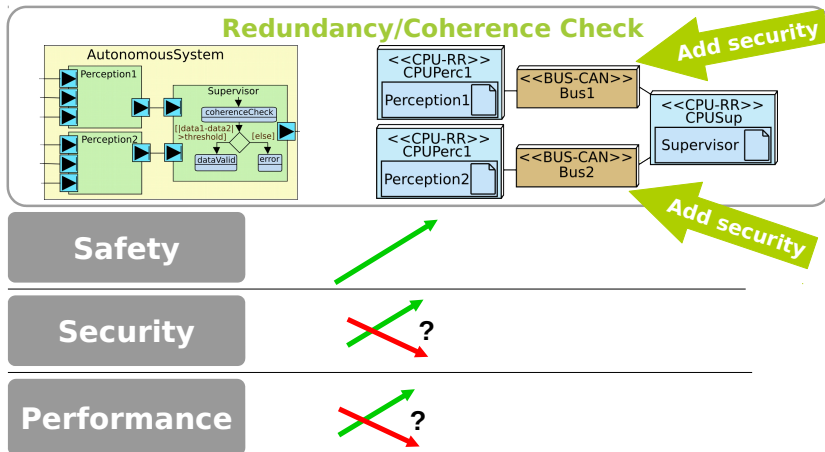 Redundancy/Coherence Check
AutonomousSystem
Perception1
Perception2
Supervisor
coherenceCheck
[|data1-data2|
>threshold]
[else]
dataValid
error
<<CPU-RR>>
CPUPerc1
Perception1
<<BUS-CAN>>
Bus1
<<CPU-RR>>
CPUPerc1
Perception2
<<BUS-CAN>>
Bus2
<<CPU-RR>>
CPUSup
Supervisor
Add security
Add security
Safety
Security
?
Performance
?